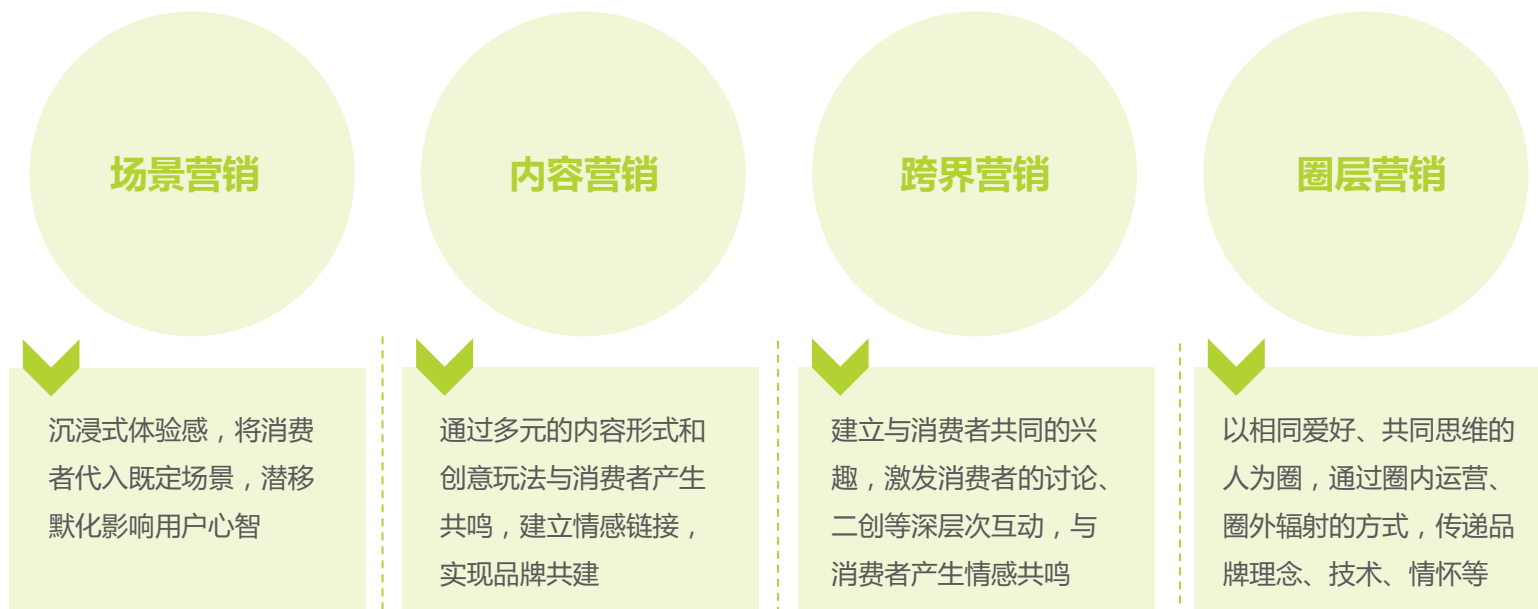 场景营销
内容营销
跨界营销
圈层营销
沉浸式体验感，将消费
者代入既定场景，潜移
默化影响用户心智
通过多元的内容形式和
创意玩法与消费者产生
共鸣，建立情感链接，
实现品牌共建
建立与消费者共同的兴
趣，激发消费者的讨论、
二创等深层次互动，与
消费者产生情感共鸣
以相同爱好、共同思维的
人为圈，通过圈内运营、
圈外辐射的方式，传递品
牌理念、技术、情怀等